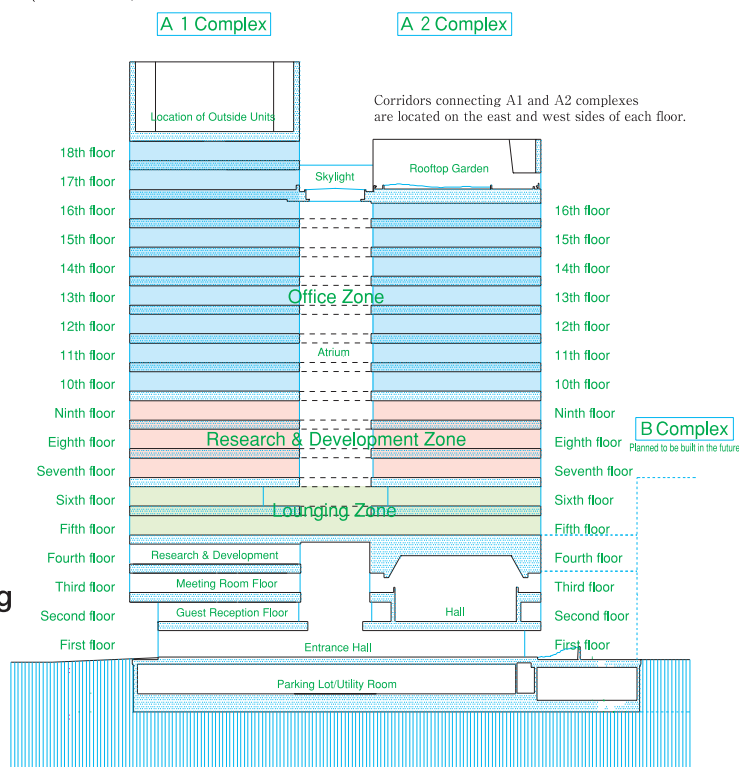 A 1 Complex
A 2 Complex
Corridors connecting A1 and A2 complexes
are located on the east and west sides of each floor.
Location of Outside Units
18th floor
Skylight
Rooftop Garden
17th floor
16th floor
16th floor
15th floor
15th floor
14th floor
14th floor
13th floor
Office Zone
13th floor
12th floor
12th floor
11th floor
Atrium
11th floor
10th floor
10th floor
Ninth floor
Ninth floor
B Complex
Eighth floor
Research & Development Zone
Eighth floor
Planned to be built in the future
Seventh floor
Seventh floor
Sixth floor
Lounging Zone
Sixth floor
Fifth floor
Fifth floor
Fourth floor
Research & Development
Fourth floor
Third floor
Meeting Room Floor
Third floor
g
Second floor
Guest Reception Floor
Hall
Second floor
First floor
Entrance Hall
First floor
Parking Lot/Utility Room